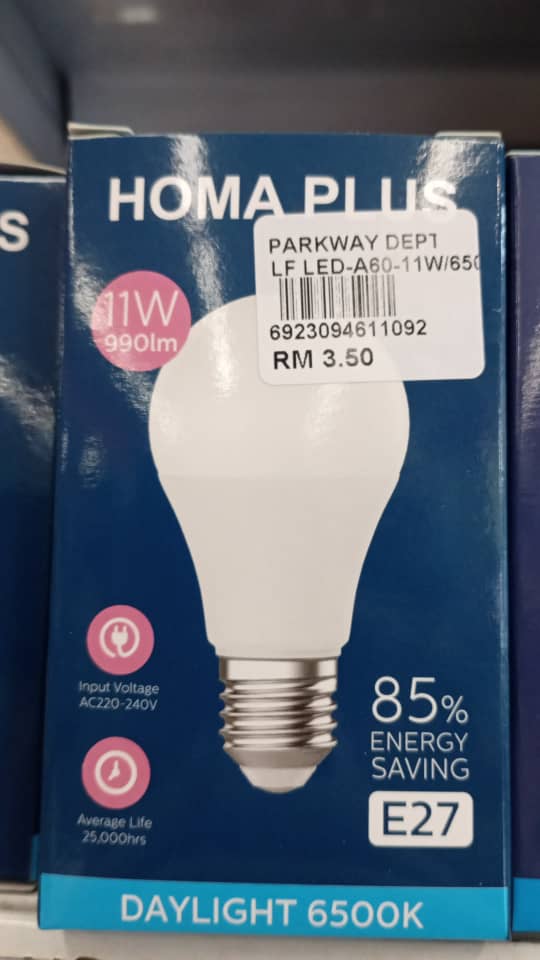 HOMA PLUS
S
PARKWAY DEPT
LF LED-A60-11W/650
6923094611092
RM 3.50
11W
990lm
Input Voltage
AC220-240V
85%
ENERGY
SAVING
Average Life
25,000hrs
E27
DAYLIGHT 6500K